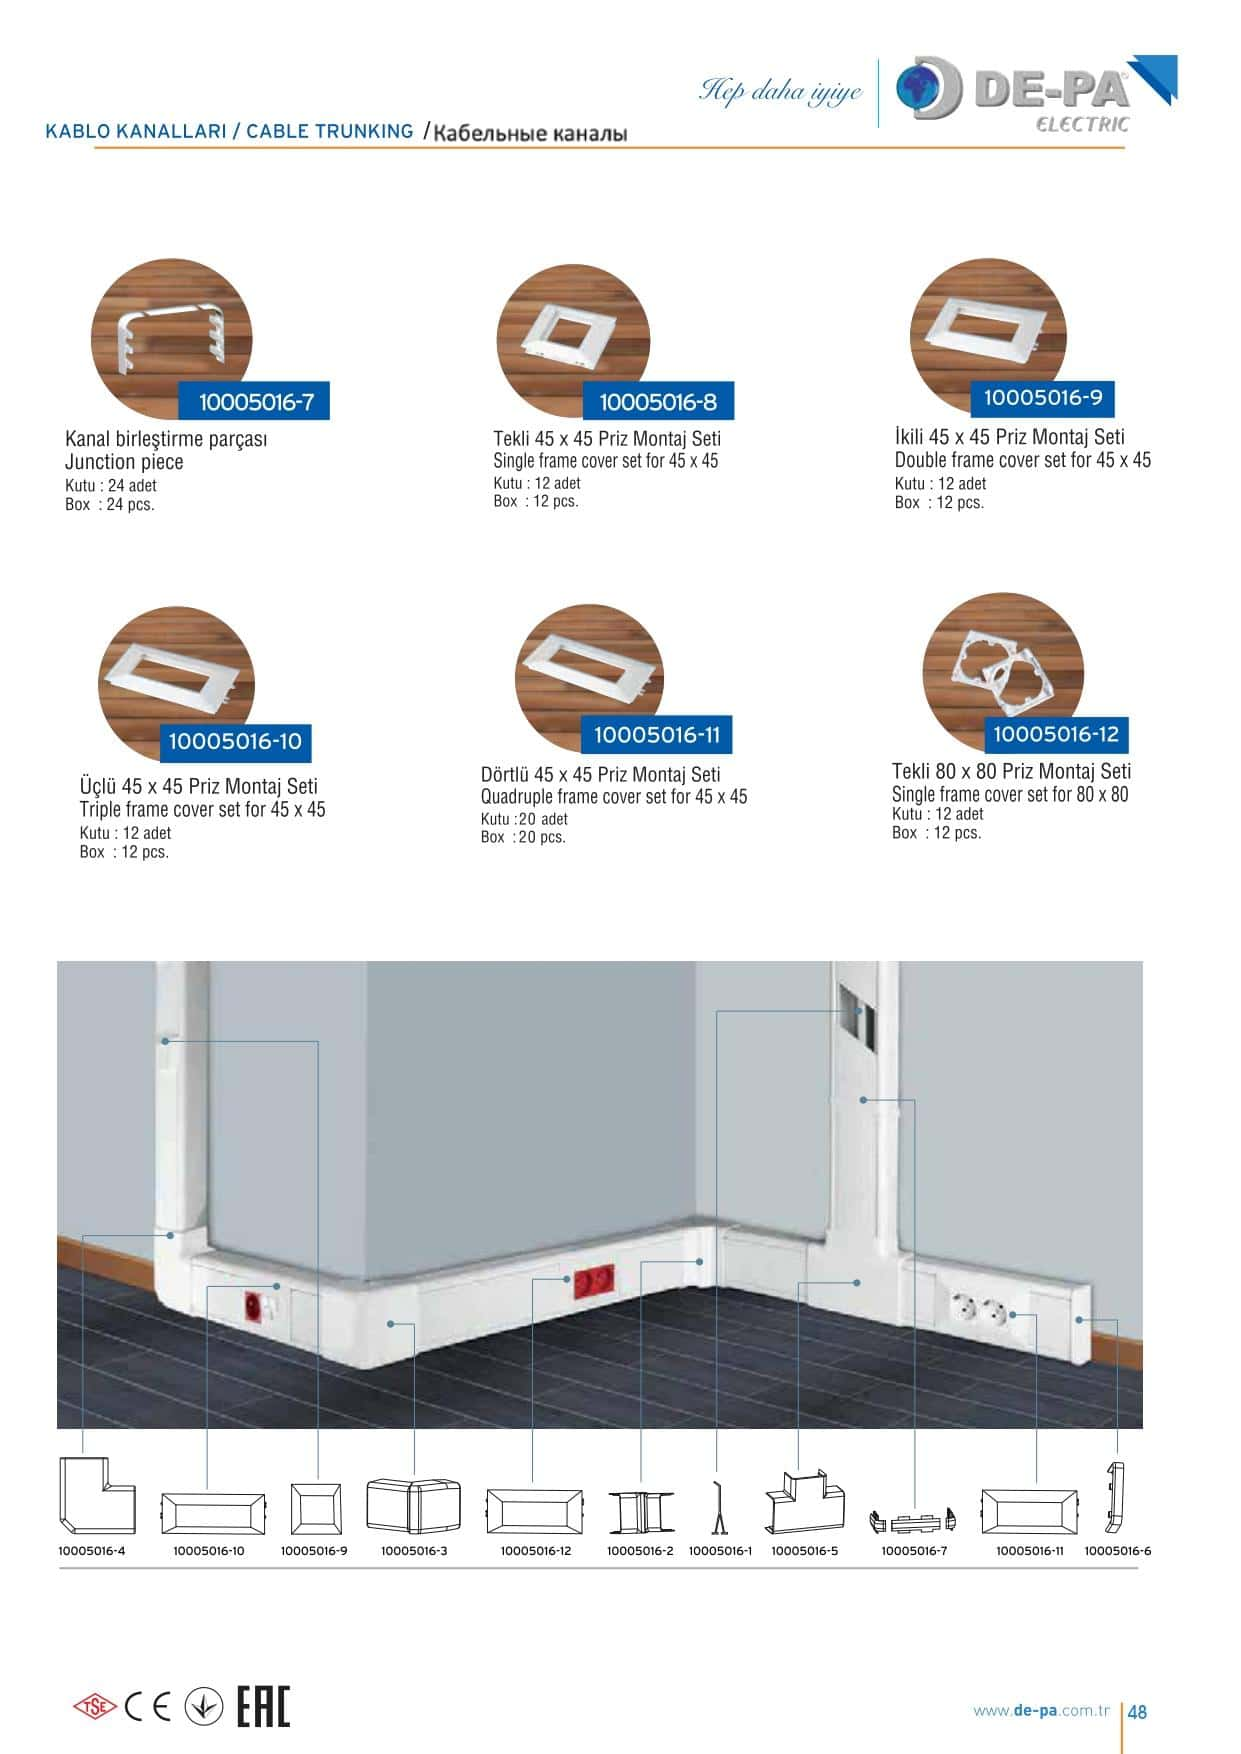 Hep daha iyiye
DE-PA
ELECTRIC
KABLO KANALLARI / CABLE TRUNKING / Кабельные каналы
10005016-7
Kanal birleştirme parçası
Junction piece
Kutu : 24 adet
Box : 24 pcs.
10005016-8
Tekli 45 x 45 Priz Montaj Seti
Single frame cover set for 45 x 45
Kutu : 12 adet
Box : 12 pcs.
10005016-9
İkili 45 x 45 Priz Montaj Seti
Double frame cover set for 45 x 45
Kutu : 12 adet
Box : 12 pcs.
10005016-10
Üçlü 45 x 45 Priz Montaj Seti
Triple frame cover set for 45 x 45
Kutu : 12 adet
Box : 12 pcs.
10005016-11
Dörtlü 45 x 45 Priz Montaj Seti
Quadruple frame cover set for 45 x 45
Kutu :20 adet
Box :20 pcs.
10005016-12
Tekli 80 x 80 Priz Montaj Seti
Single frame cover set for 80 x 80
Kutu : 12 adet
Box : 12 pcs.
10005016-4 10005016-10 10005016-9 10005016-3 10005016-12 10005016-2 10005016-1 10005016-5 10005016-7 10005016-11 10005016-6
TSE CE EAC
www.de-pa.com.tr 48